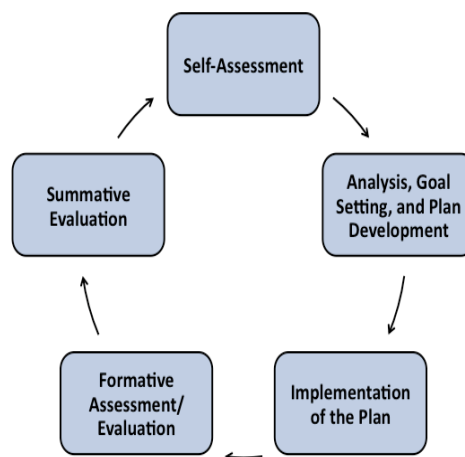 Self-Assessment
Analysis, Goal
Setting, and Plan
Development
Implementation
of the Plan
Formative
Assessment/
Evaluation
Summative
Evaluation